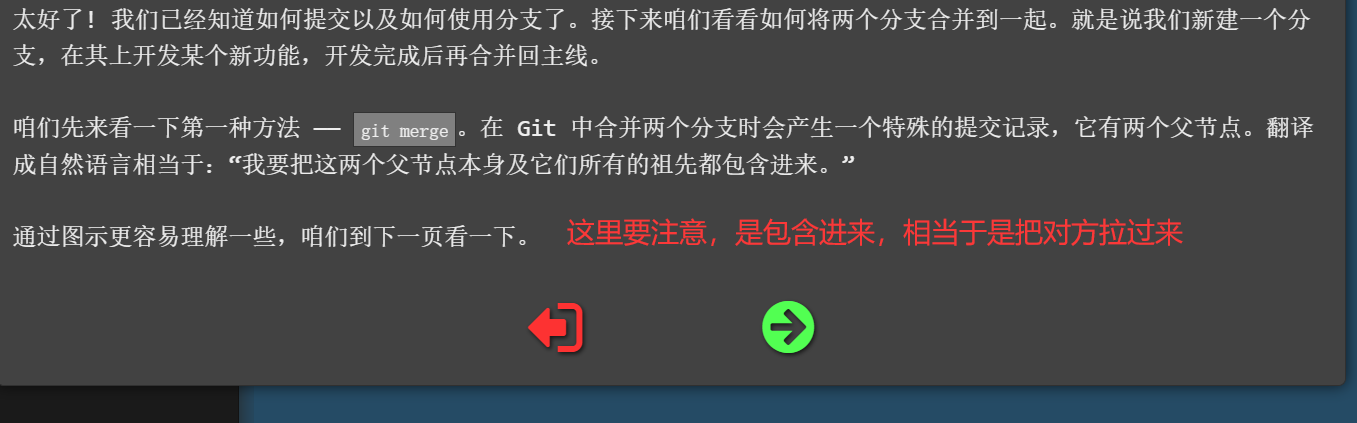 太好了! 我们已经知道如何提交以及如何使用分支了。接下来咱们看看如何将两个分支合并到一起。就是说我们新建一个分
支，在其上开发某个新功能，开发完成后再合并回主线。
咱们先来看一下第一种方法 —— git merge。在 Git 中合并两个分支时会产生一个特殊的提交记录，它有两个父节点。翻译
成自然语言相当于：“我要把这两个父节点本身及它们所有的祖先都包含进来。”
通过图示更容易理解一些，咱们到下一页看一下。 这里要注意，是包含进来，相当于是把对方拉过来